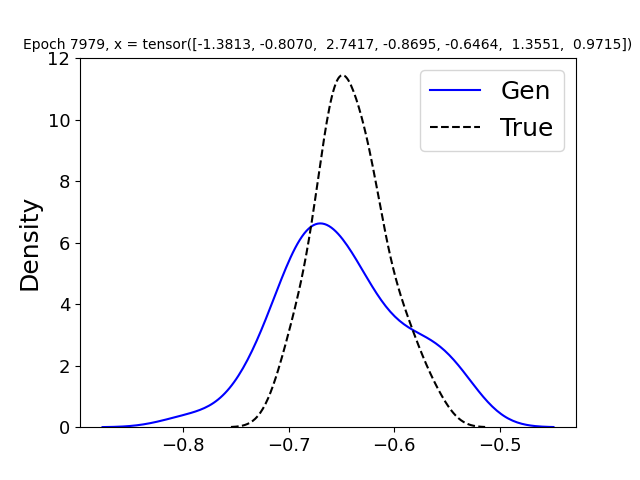 Epoch 7979, x = tensor([-1.3813, -0.8070,  2.7417, -0.8695, -0.6464,  1.3551,  0.9715])
12
10
8
6
4
2
0
Density
Gen
True
−0.8
−0.7
−0.6
−0.5